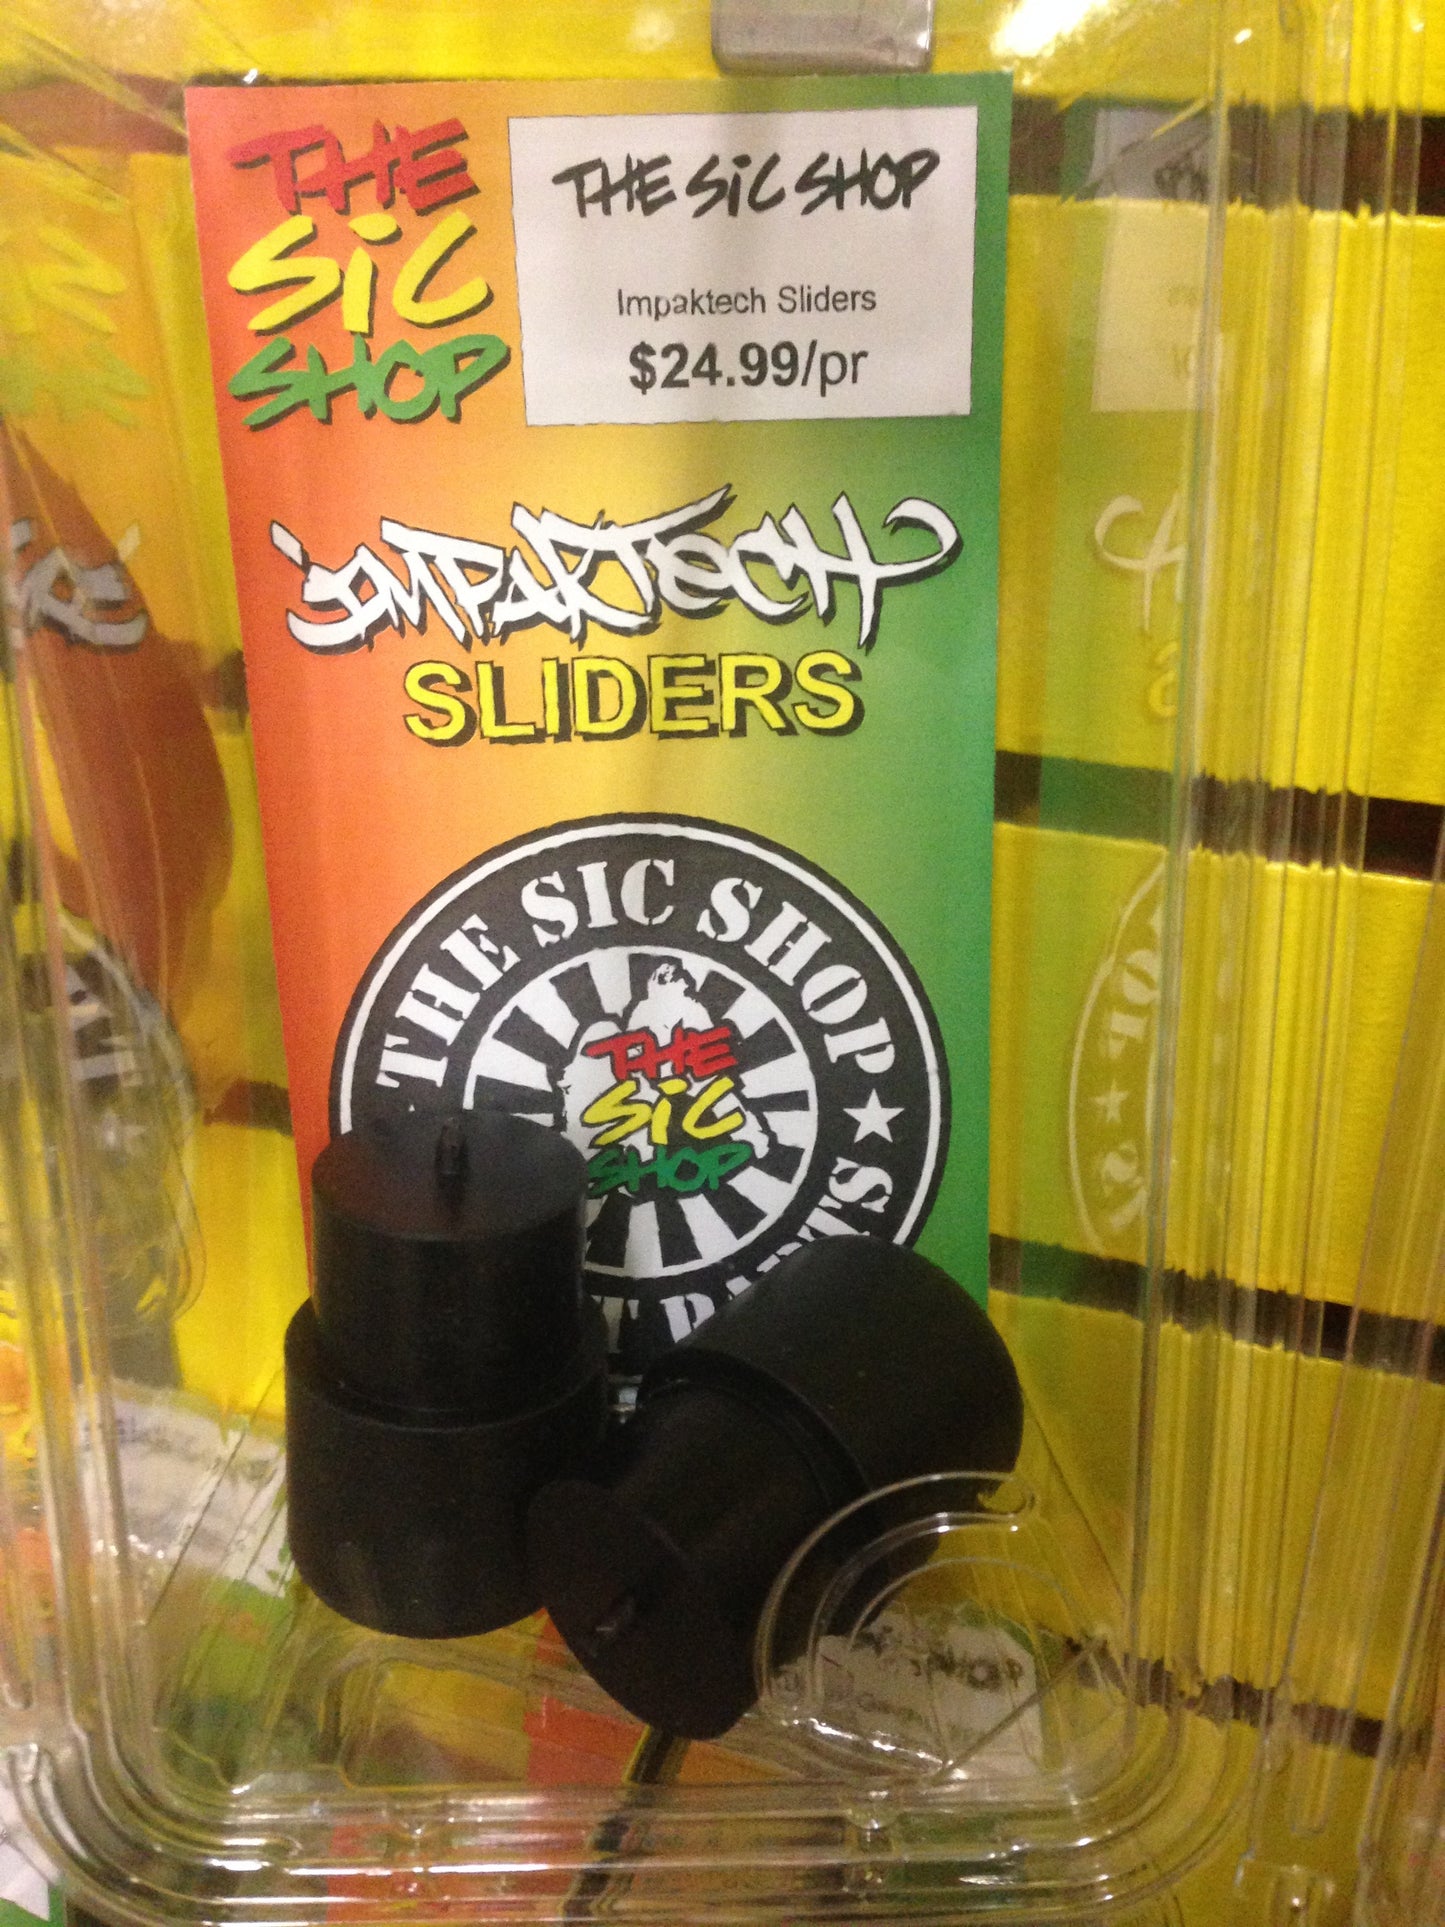 THE
SiC
SHOP
THE SiC SHOP
Impaktech Sliders
$24.99/pr
IMPAKTECH
SLIDERS
THE SIC SHOP
THE
SiC
SHOP